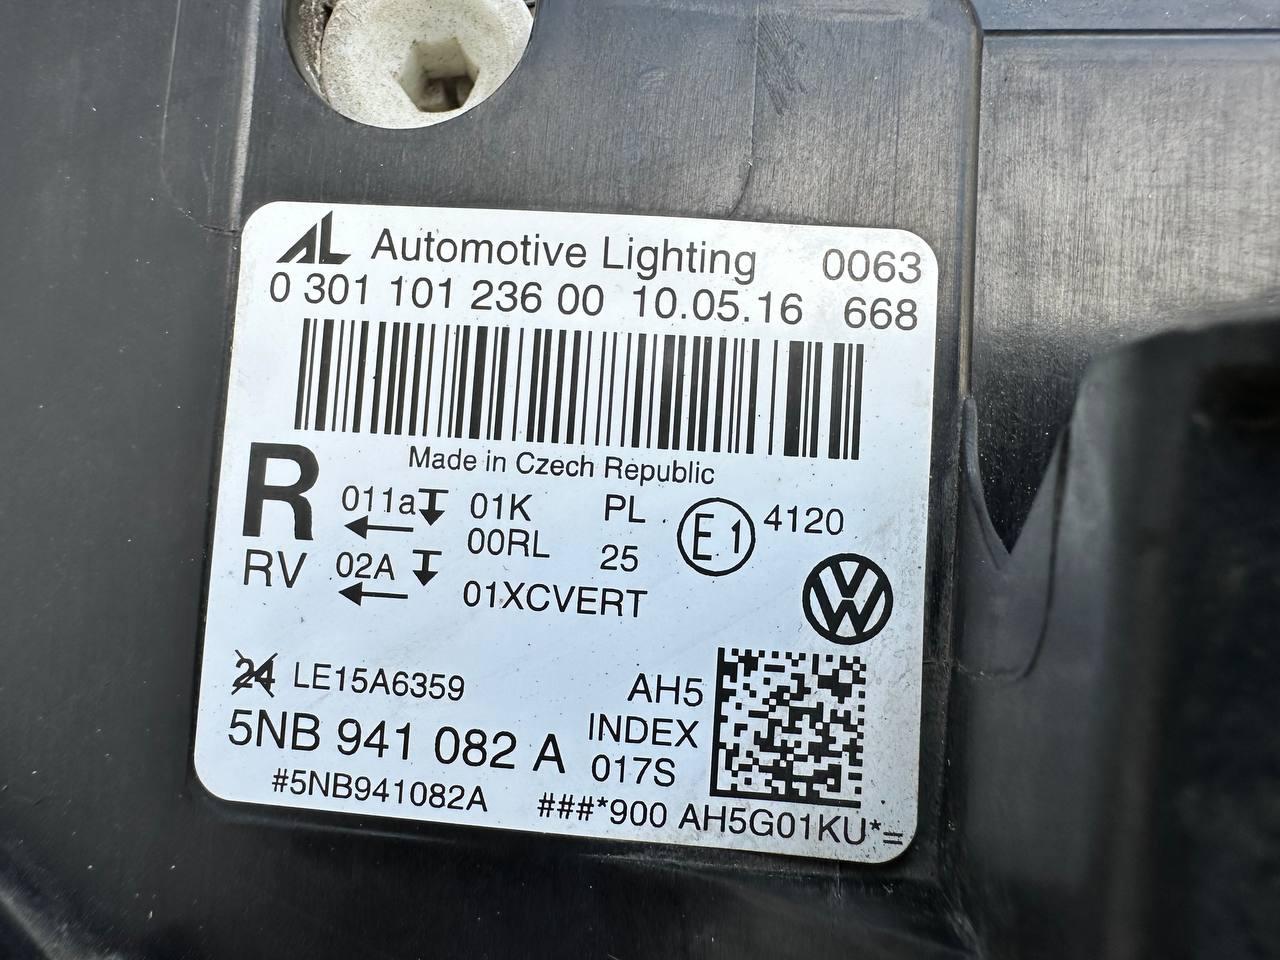 AL Automotive Lighting 0063
0 301 101 236 00 10.05.16 668
Made in Czech Republic
R 011a 01K PL E1 4120
00RL 25
RV 02A 01XCVERT
VW
24 LE15A6359 AH5
5NB 941 082 A INDEX
017S
#5NB941082A ###*900 AH5G01KU*=